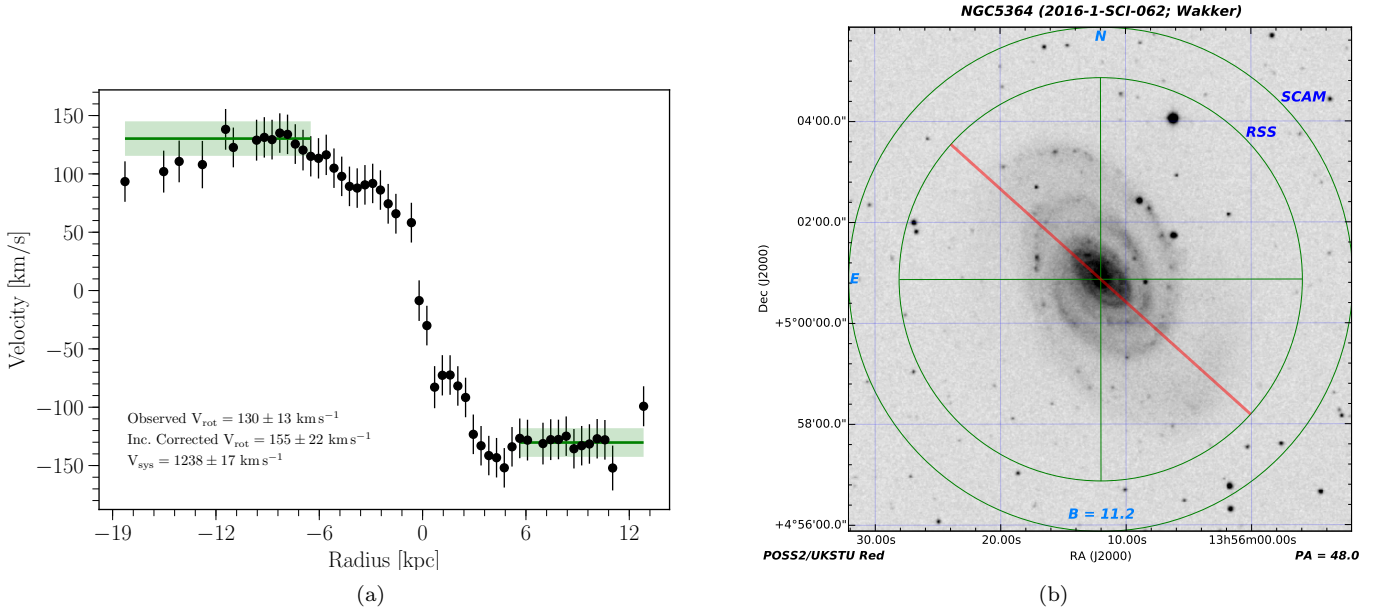 NGC5364 (2016-1-SCI-062; Wakker)
150
100
50
0
−50
−100
−150
Velocity [km/s]
Observed Vrot = 130 ± 13 km s−1
Inc. Corrected Vrot = 155 ± 22 km s−1
Vsys = 1238 ± 17 km s−1
−19
−12
−6
0
6
12
Radius [kpc]
(a)
N
SCAM
RSS
E
04'00.0"
02'00.0"
+5°00'00.0"
58'00.0"
+4°56'00.0"
Dec (J2000)
B = 11.2
30.00s
20.00s
10.00s
13h56m00.00s
POSS2/UKSTU Red
RA (J2000)
PA = 48.0
(b)